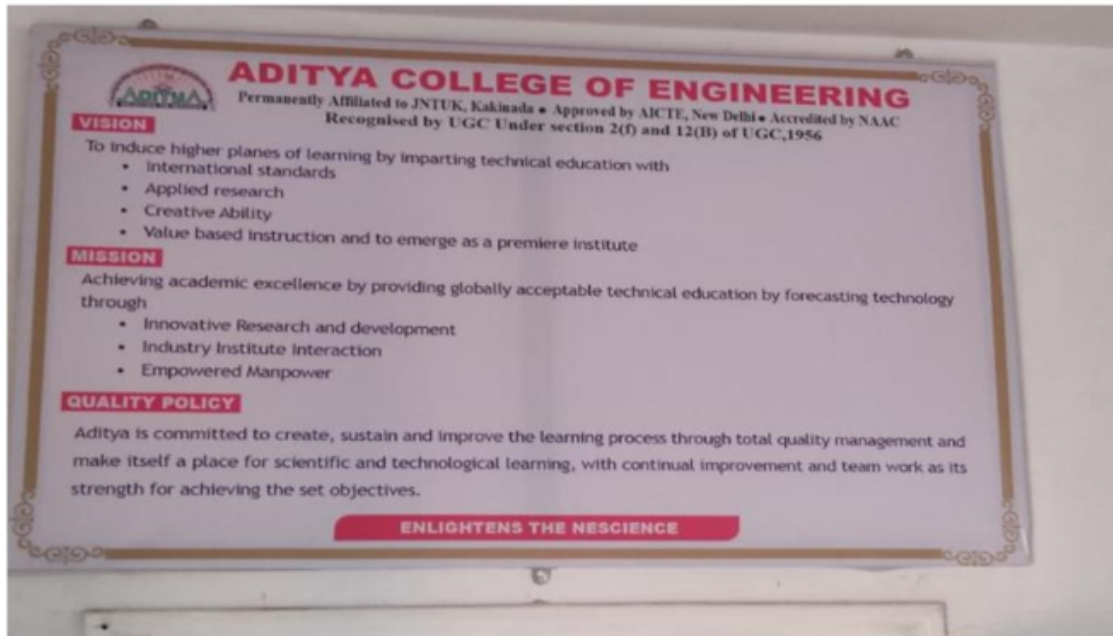 ADITYA COLLEGE OF ENGINEERING
ADITYA
Permanently Affiliated to JNTUK, Kakinada • Approved by AICTE, New Delhi • Accredited by NAAC
Recognised by UGC Under section 2(f) and 12(B) of UGC,1956
VISION
To induce higher planes of learning by imparting technical education with
• International standards
• Applied research
• Creative Ability
• Value based instruction and to emerge as a premiere institute
MISSION
Achieving academic excellence by providing globally acceptable technical education by forecasting technology
through
• Innovative Research and development
• Industry Institute Interaction
• Empowered Manpower
QUALITY POLICY
Aditya is committed to create, sustain and improve the learning process through total quality management and
make itself a place for scientific and technological learning, with continual improvement and team work as its
strength for achieving the set objectives.
ENLIGHTENS THE NESCIENCE